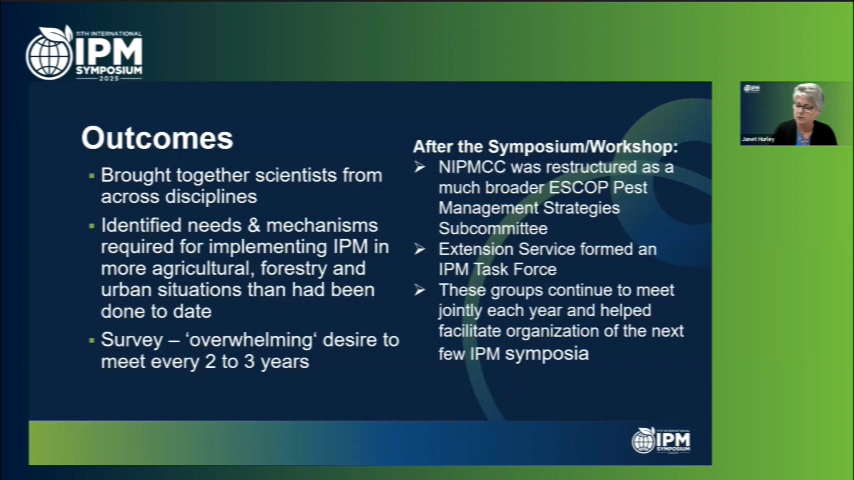 11TH INTERNATIONAL
IPM
SYMPOSIUM
2025
Outcomes
▪ Brought together scientists from
across disciplines
▪ Identified needs & mechanisms
required for implementing IPM in
more agricultural, forestry and
urban situations than had been
done to date
▪ Survey – ‘overwhelming‘ desire to
meet every 2 to 3 years
After the Symposium/Workshop:
➢ NIPMCC was restructured as a
much broader ESCOP Pest
Management Strategies
Subcommittee
➢ Extension Service formed an
IPM Task Force
➢ These groups continue to meet
jointly each year and helped
facilitate organization of the next
few IPM symposia
IPM
Janet Hurley
11TH INTERNATIONAL
IPM
SYMPOSIUM